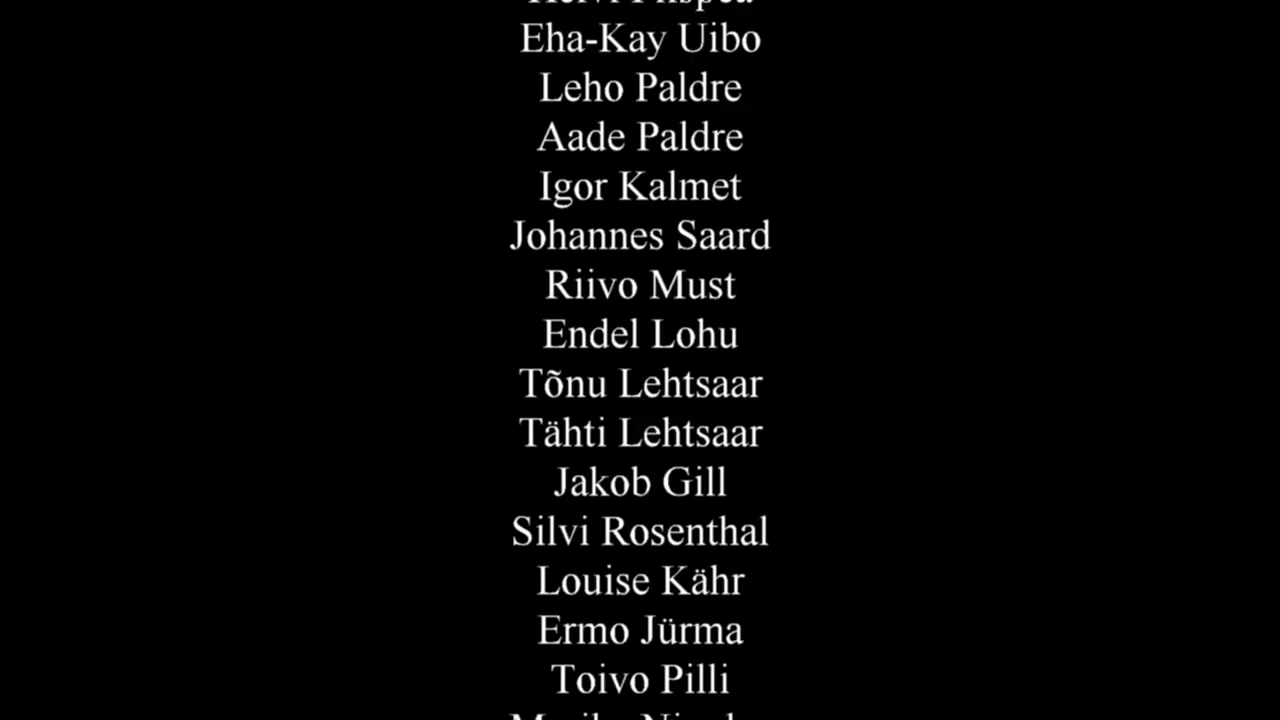 Eha-Kay Uibo
Leho Paldre
Aade Paldre
Igor Kalmet
Johannes Saard
Riivo Must
Endel Lohu
Tõnu Lehtsaar
Tähti Lehtsaar
Jakob Gill
Silvi Rosenthal
Louise Kähr
Ermo Jürma
Toivo Pilli